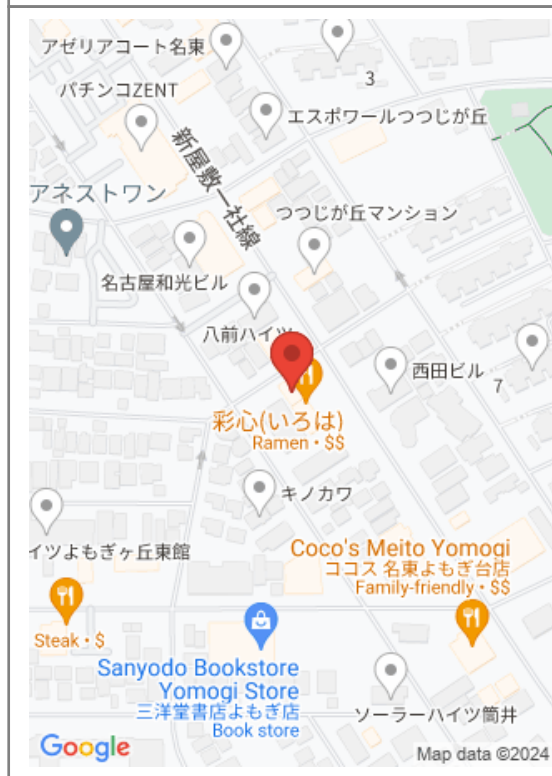 アゼリアコート名東
3
パチンコZENT
エスポワールつつじが丘
新屋敷一社線
アネストワン
つつじが丘マンション
名古屋和光ビル
八前ハイツ
西田ビル
7
彩心(いろは)
Ramen • $$
キノカワ
イツよもぎヶ丘東館
Coco's Meito Yomogi
ココス 名東よもぎ台店
Family-friendly • $$
Steak • $
Sanyodo Bookstore
Yomogi Store
三洋堂書店よもぎ店
Book store
ソーラーハイツ筒井
Google
Map data ©2024